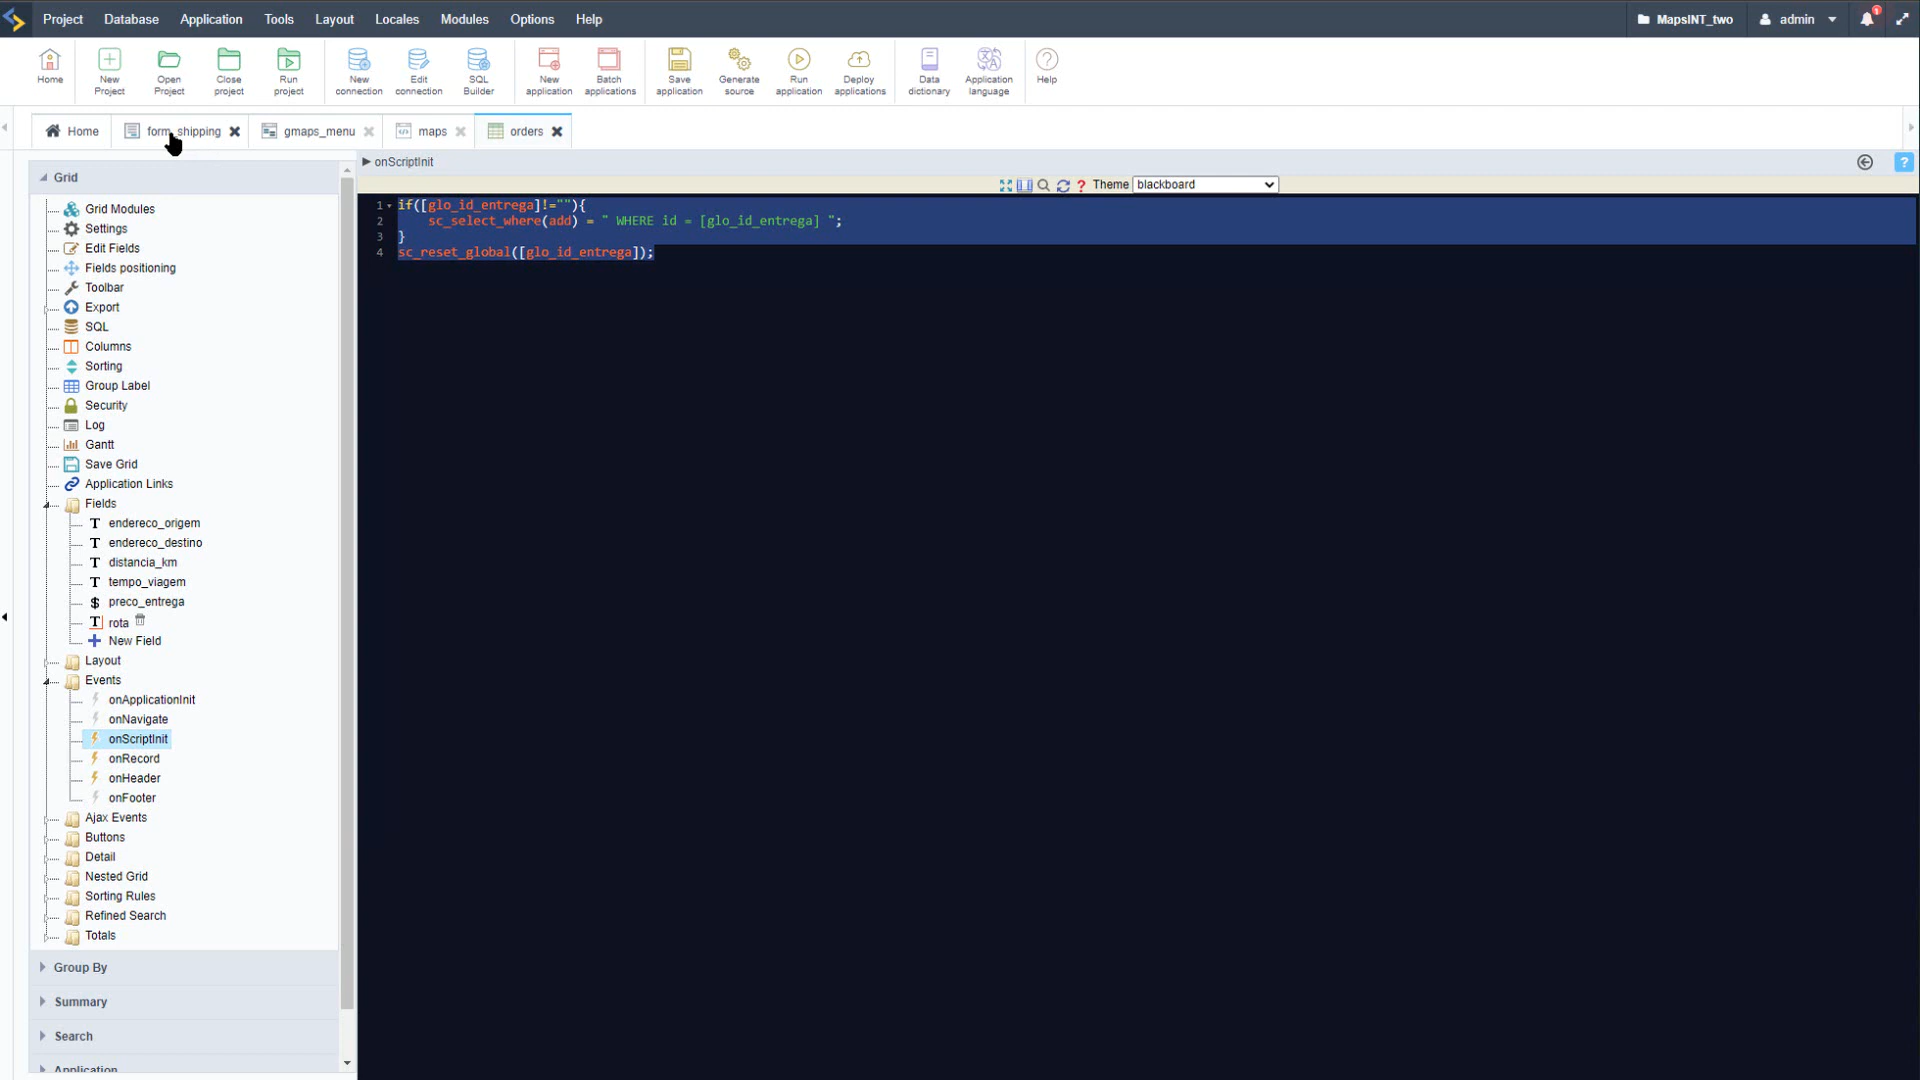 Project Database Application Tools Layout Locales Modules Options Help MapsINT_two admin 1
Home New Project Open Project Close project Run project New connection Edit connection SQL Builder New application Batch applications Save application Generate source Run application Deploy applications Data dictionary Application language Help
Home form_shipping gmaps_menu maps orders
onScriptInit
Theme blackboard
1 if([glo_id_entrega]!=""){
2 sc_select_where(add) = " WHERE id = [glo_id_entrega] ";
3 }
4 sc_reset_global([glo_id_entrega]);
Grid
Grid Modules
Settings
Edit Fields
Fields positioning
Toolbar
Export
SQL
Columns
Sorting
Group Label
Security
Log
Gantt
Save Grid
Application Links
Fields
endereco_origem
endereco_destino
distancia_km
tempo_viagem
preco_entrega
rota
New Field
Layout
Events
onApplicationInit
onNavigate
onScriptInit
onRecord
onHeader
onFooter
Ajax Events
Buttons
Detail
Nested Grid
Sorting Rules
Refined Search
Totals
Group By
Summary
Search
Application